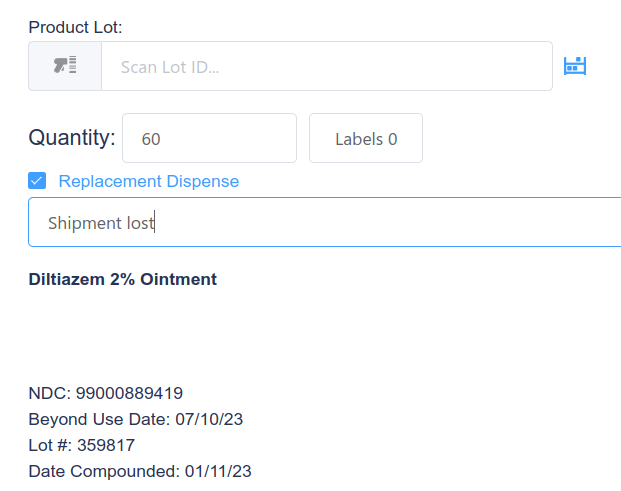 Product Lot:
Scan Lot ID...
Quantity: 60 Labels 0
Replacement Dispense
Shipment lost
Diltiazem 2% Ointment
NDC: 99000889419
Beyond Use Date: 07/10/23
Lot #: 359817
Date Compounded: 01/11/23